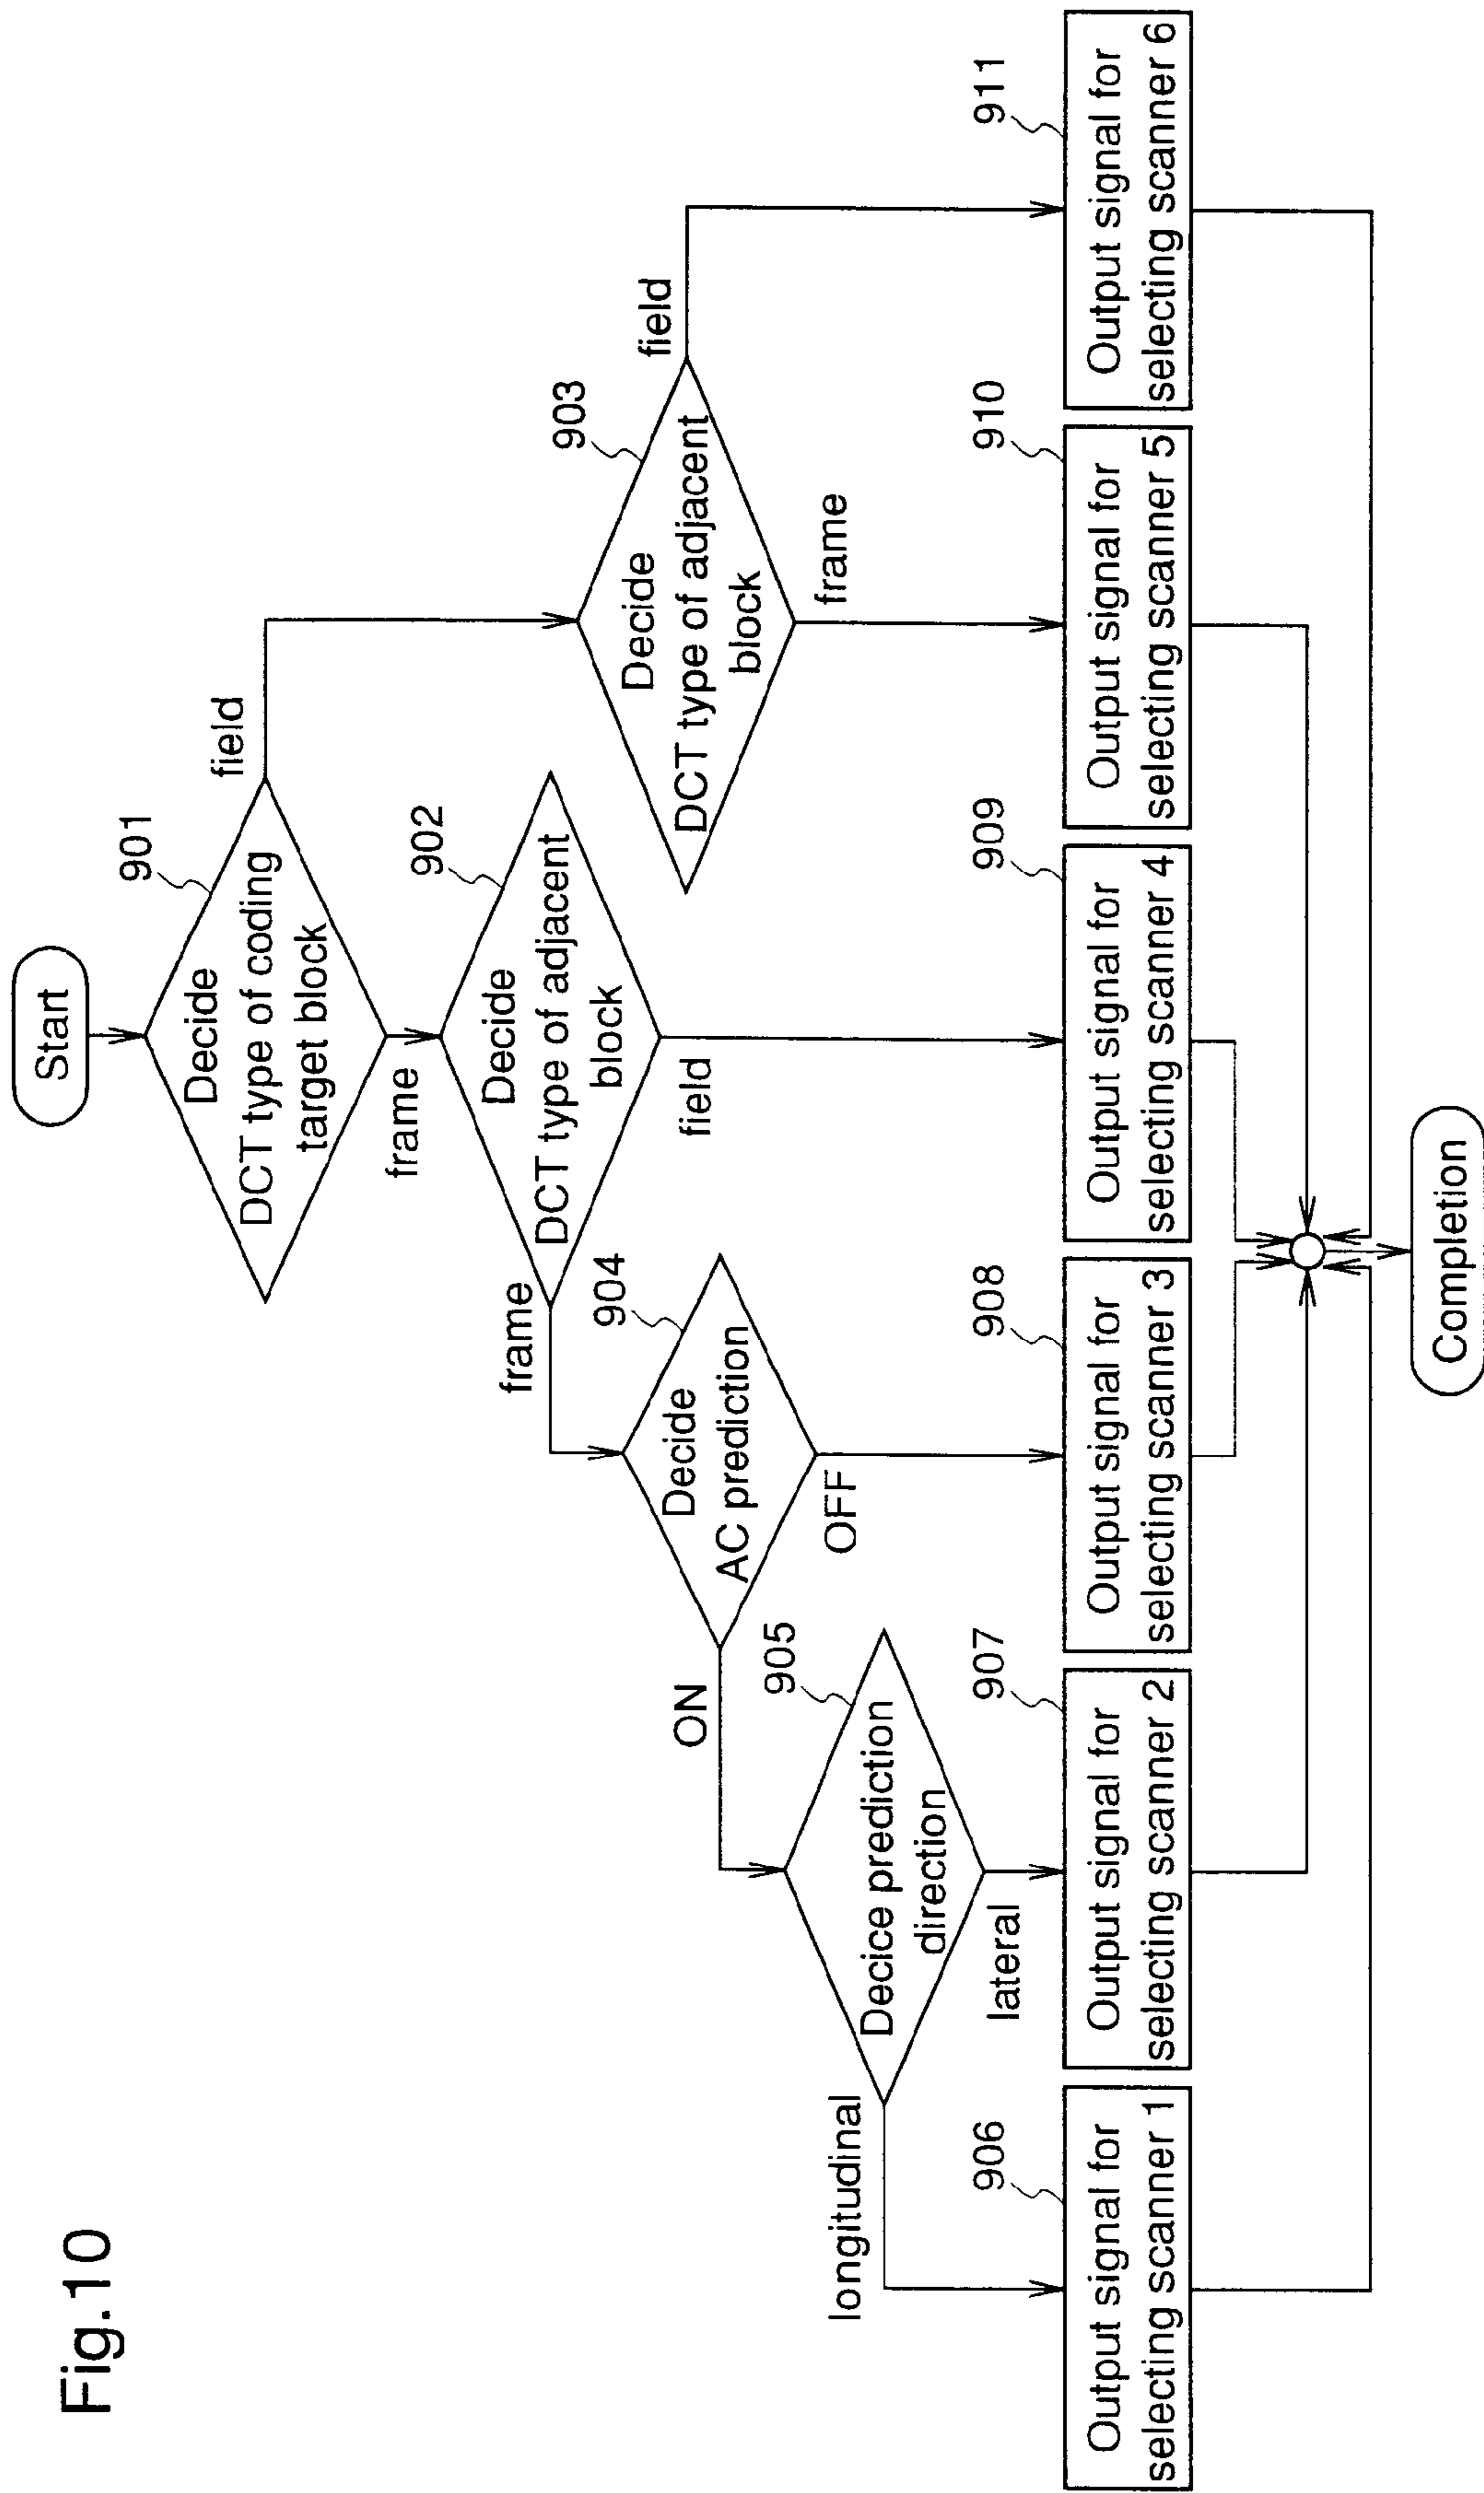 Fig.10
Start
901
Decide
DCT type of coding
target block
field
frame
902
Decide
DCT type of adjacent
block
frame
field
903
Decide
DCT type of adjacent
block
field
frame
904
Decide
AC prediction
ON
OFF
905
Decice prediction
direction
longitudinal
lateral
906
Output signal for
selecting scanner 1
907
Output signal for
selecting scanner 2
908
Output signal for
selecting scanner 3
909
Output signal for
selecting scanner 4
910
Output signal for
selecting scanner 5
911
Output signal for
selecting scanner 6
Completion